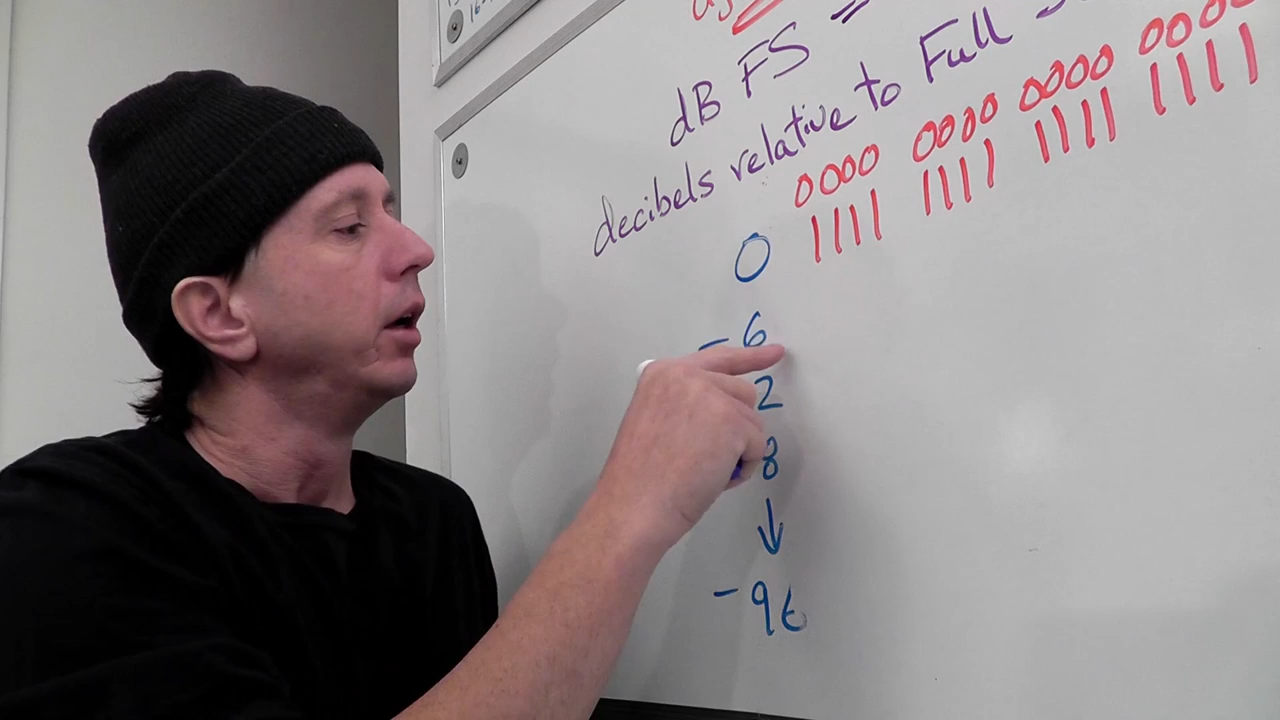 dB FS =
decibels relative to Full
0000 0000 0000 0000
1111 1111 1111 1111
0
- 6
2
8
↓
- 96